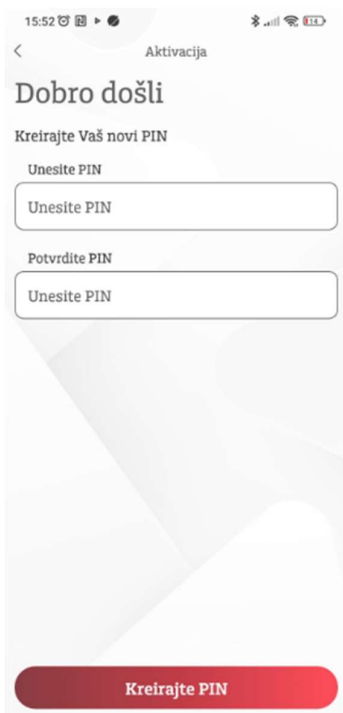 15:52
14
Aktivacija
Dobro došli
Kreirajte Vaš novi PIN
Unesite PIN
Unesite PIN
Potvrdite PIN
Unesite PIN
Kreirajte PIN